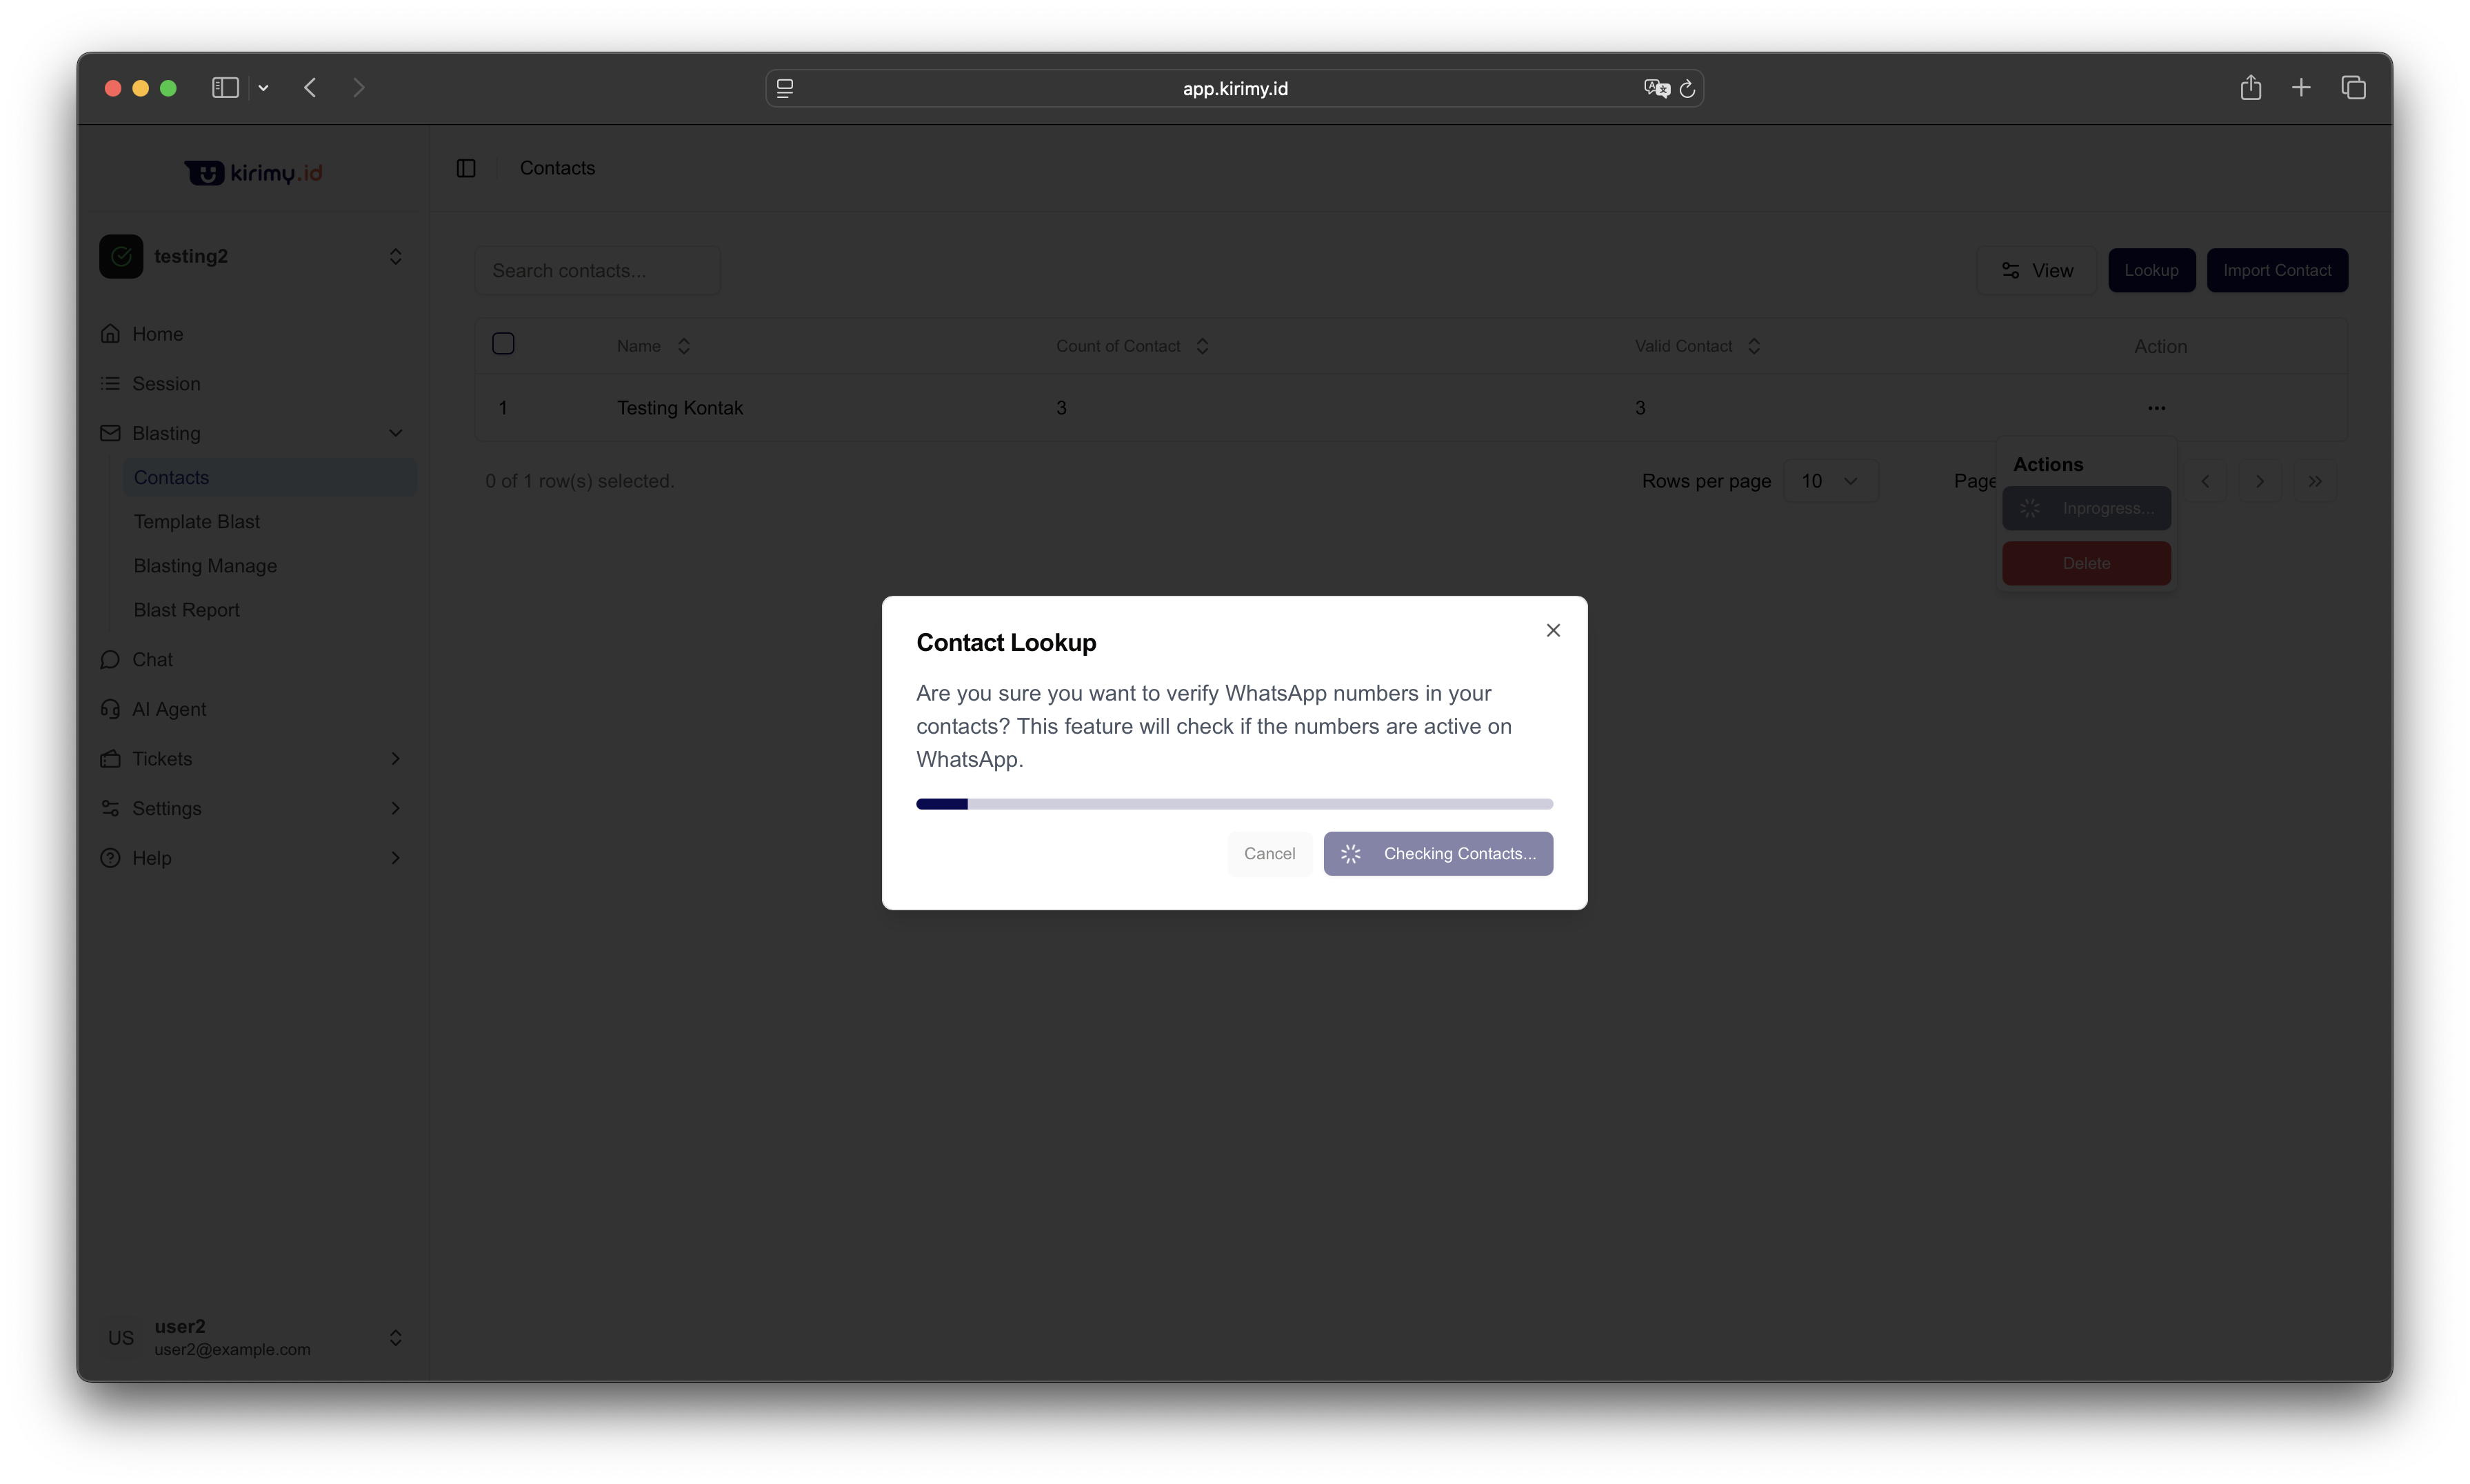 app.kirimy.id
kirimy.id
Contacts
testing2
Search contacts...
View
Lookup
Import Contact
Home
Session
Blasting
Contacts
Template Blast
Blasting Manage
Blast Report
Chat
AI Agent
Tickets
Settings
Help
Name
Count of Contact
Valid Contact
Action
1
Testing Kontak
3
3
0 of 1 row(s) selected.
Rows per page
10
Page
Actions
Inprogress...
Delete
Contact Lookup
Are you sure you want to verify WhatsApp numbers in your
contacts? This feature will check if the numbers are active on
WhatsApp.
Cancel
Checking Contacts...
US
user2
user2@example.com